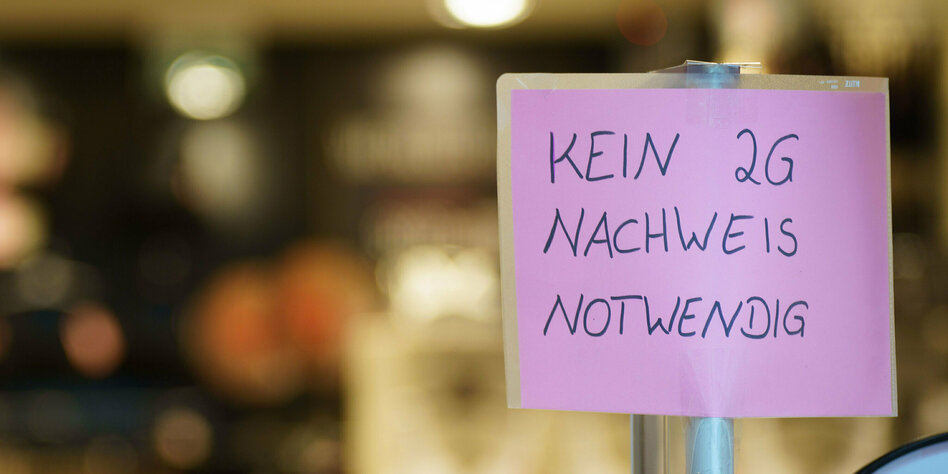 KEIN 2G
NACHWEIS
NOTWENDIG